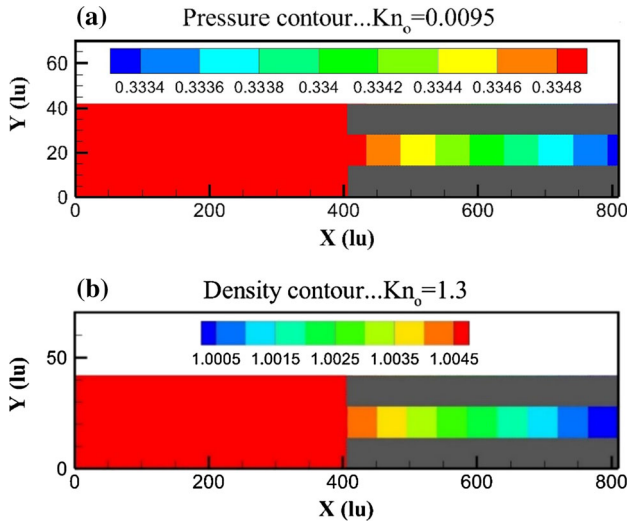 (a)
Pressure contour...Kn₀=0.0095
60
40
20
0
Y (lu)
0.3334 0.3336 0.3338 0.334 0.3342 0.3344 0.3346 0.3348
0 200 400 600 800
X (lu)
(b)
Density contour...Kn₀=1.3
50
0
Y (lu)
1.0005 1.0015 1.0025 1.0035 1.0045
0 200 400 600 800
X (lu)